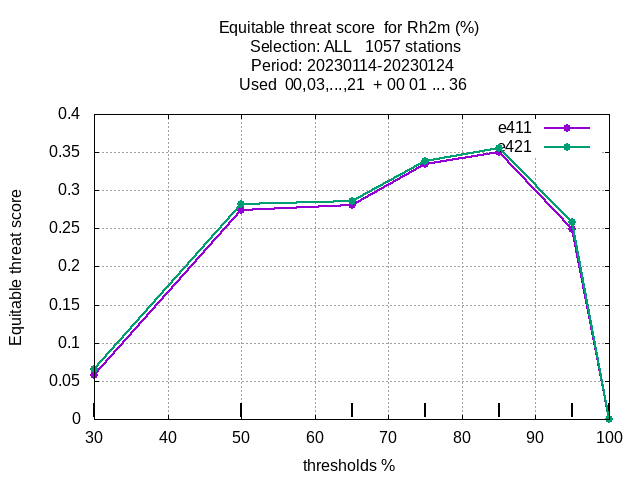 Equitable threat score  for Rh2m (%)
Selection: ALL   1057 stations
Period: 20230114-20230124
Used  00,03,...,21  + 00 01 ... 36
e411
e421
0.4
0.35
0.3
0.25
0.2
0.15
0.1
0.05
0
Equitable threat score
30 40 50 60 70 80 90 100
thresholds %